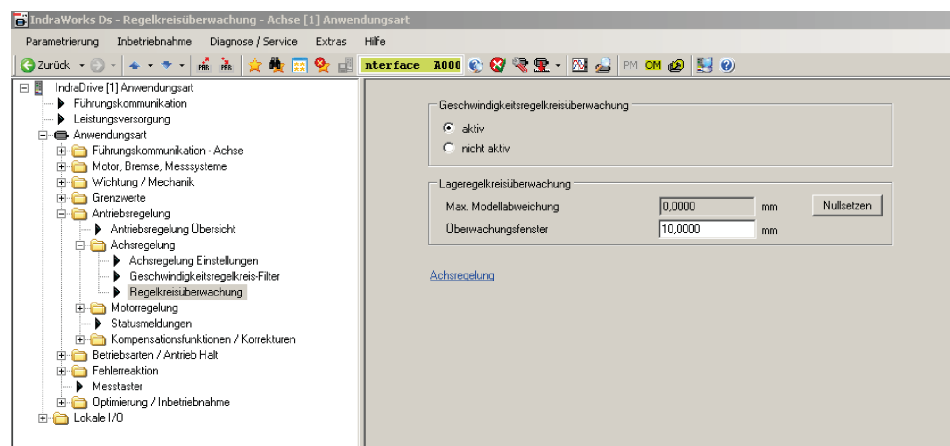 IndraWorks Ds - Regelkreisüberwachung - Achse [1] Anwendungsart
Parametrierung Inbetriebnahme Diagnose / Service Extras Hilfe
Zurück PAR PAR nterface A000 PM OM
IndraDrive [1] Anwendungsart
Führungskommunikation
Leistungsversorgung
Anwendungsart
Führungskommunikation - Achse
Motor, Bremse, Messsysteme
Wichtung / Mechanik
Grenzwerte
Antriebsregelung
Antriebsregelung Übersicht
Achsregelung
Achsregelung Einstellungen
Geschwindigkeitsregelkreis-Filter
Regelkreisüberwachung
Motorregelung
Statusmeldungen
Kompensationsfunktionen / Korrekturen
Betriebsarten / Antrieb Halt
Fehlerreaktion
Messtaster
Optimierung / Inbetriebnahme
Lokale I/O
Geschwindigkeitsregelkreisüberwachung
aktiv
nicht aktiv
Lageregelkreisüberwachung
Max. Modellabweichung 0,0000 mm Nullsetzen
Überwachungsfenster 10,0000 mm
Achsregelung